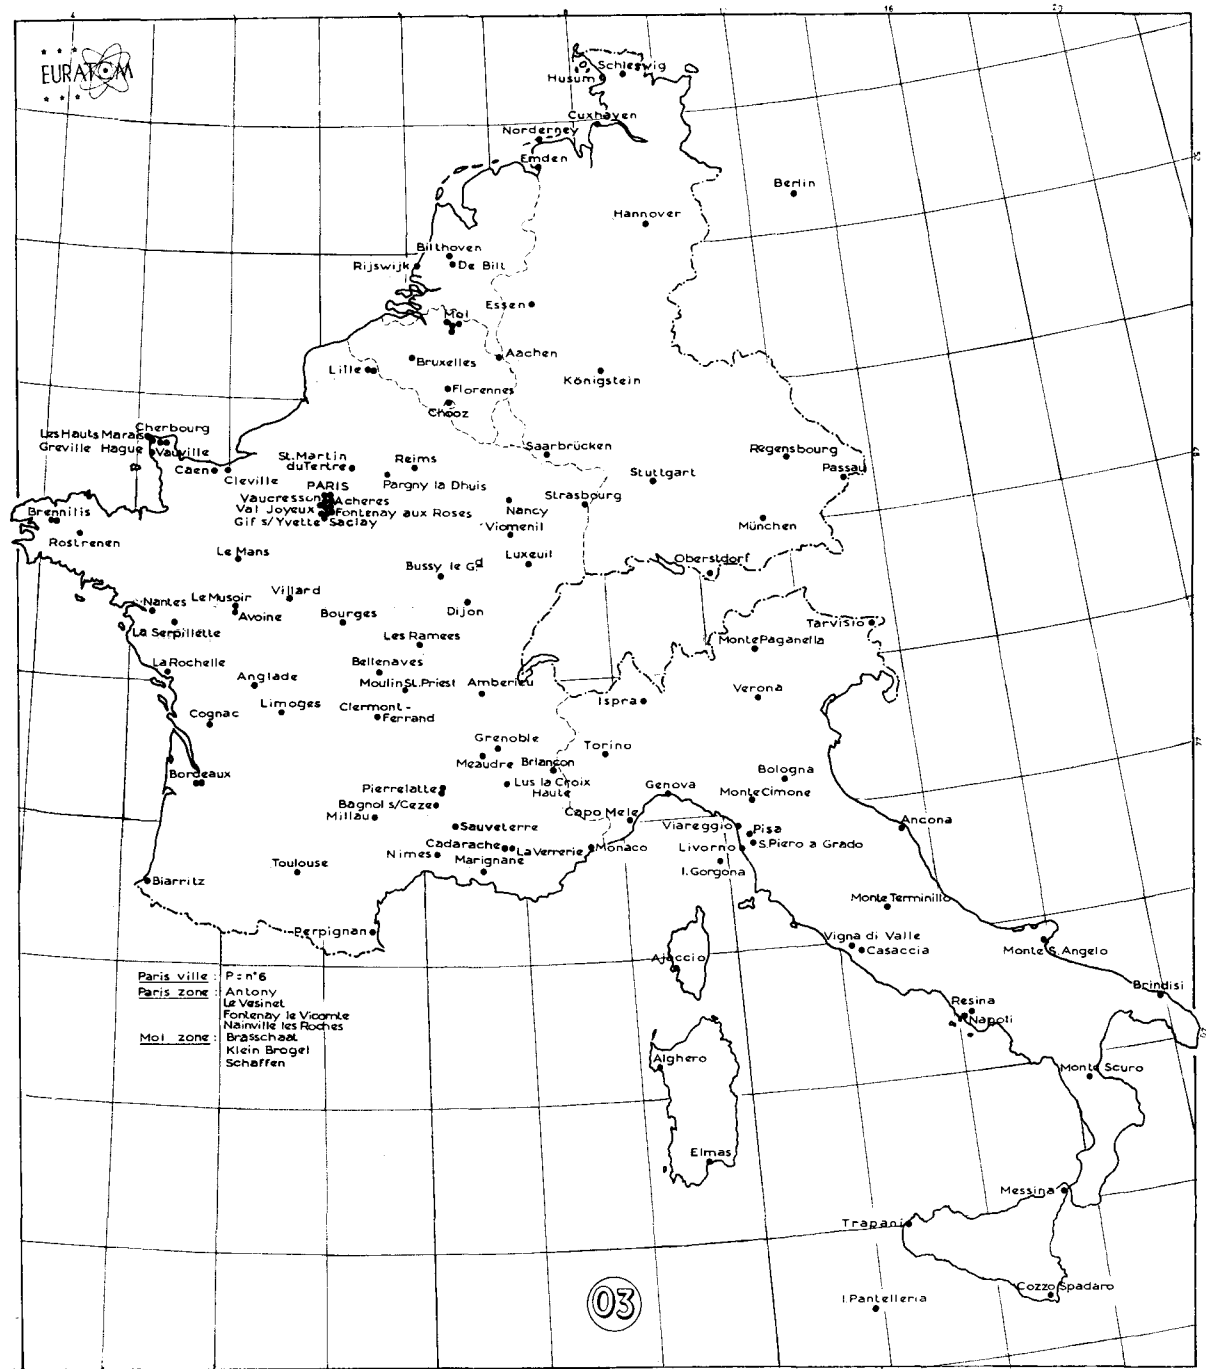 4
8
16
20
EURATOM
Schleswig
Husum
Cuxhaven
Norderney
Emden
Berlin
Hannover
Bilthoven
Rijswijk
De Bilt
Essen
Mol
Bruxelles
Aachen
Lille
Königstein
Florennes
Chooz
Cherbourg
Les Hauts Marais
Greville Hague
Vauville
Caen
Cleville
St. Martin
du Tertre
Reims
Pargny la Dhuis
Saarbrücken
Regensbourg
Passau
Stuttgart
Strasbourg
PARIS
Vaucresson
Acheres
Val Joyeux
Fontenay aux Roses
Gif s/Yvette
Saclay
Nancy
Viomenil
München
Brennilis
Rostrenen
Le Mans
Luxeuil
Bussy le Gd
Oberstdorf
Villard
Le Musoir
Avoine
Nantes
La Serpillette
Bourges
Dijon
Les Ramees
Tarvisio
Monte Paganella
La Rochelle
Bellenaves
Anglade
Moulin St. Priest
Amberieu
Ispra
Verona
Limoges
Cognac
Clermont -
Ferrand
Grenoble
Meaudre
Briançon
Torino
Bordeaux
Bologna
Pierrelatte
Lus la Croix
Haute
Genova
Monte Cimone
Bagnol s/Ceze
Millau
Capo Mele
Sauveterre
Viareggio
Pisa
Ancona
Cadarache
La Verrerie
Monaco
Livorno
S. Piero a Grado
Nimes
Marignane
I. Gorgona
Toulouse
Biarritz
Monte Terminillo
Perpignan
Vigna di Valle
Casaccia
Monte S. Angelo
Ajaccio
Brindisi
Resina
Napoli
Paris ville : P = n°6
Paris zone : Antony
Le Vesinet
Fontenay le Vicomte
Nainville les Roches
Mol zone : Brasschaat
Klein Brogel
Schaffen
Alghero
Monte Scuro
Elmas
Messina
Trapani
Cozzo Spadaro
I. Pantelleria
03